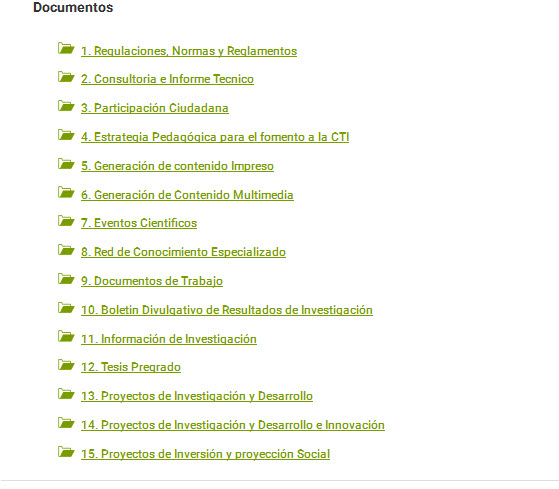 Documentos
1. Regulaciones, Normas y Reglamentos
2. Consultoria e Informe Tecnico
3. Participación Ciudadana
4. Estrategia Pedagógica para el fomento a la CTI
5. Generación de contenido Impreso
6. Generación de Contenido Multimedia
7. Eventos Cientificos
8. Red de Conocimiento Especializado
9. Documentos de Trabajo
10. Boletin Divulgativo de Resultados de Investigación
11. Información de Investigación
12. Tesis Pregrado
13. Proyectos de Investigación y Desarrollo
14. Proyectos de Investigación y Desarrollo e Innovación
15. Proyectos de Inversión y proyección Social